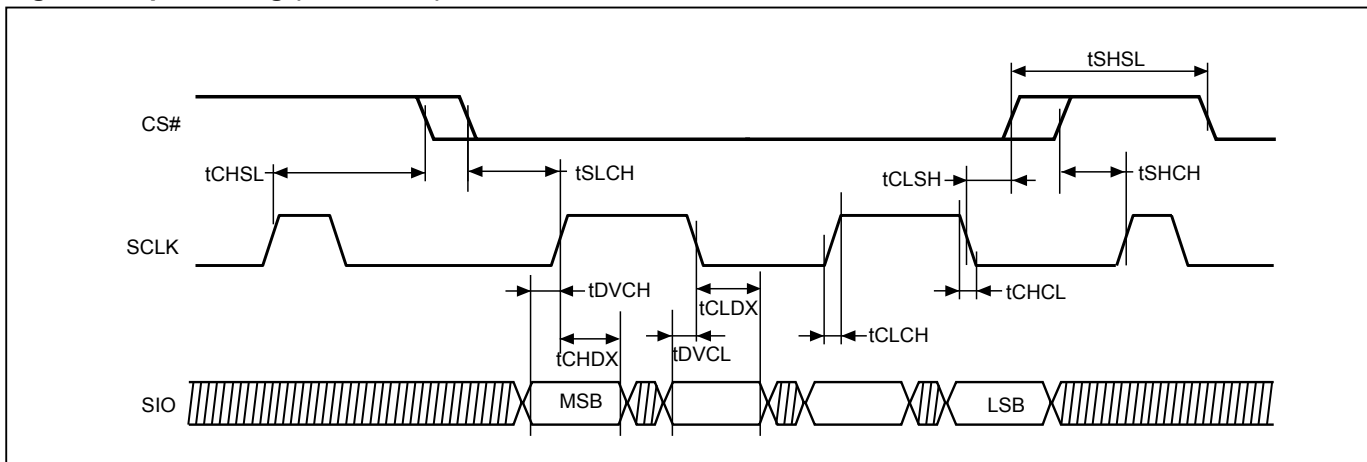 tSHSL
CS#
tCHSL
tSLCH
tCLSH
tSHCH
SCLK
tDVCH
tCLDX
tCHCL
tCHDX
tDVCL
tCLCH
SIO
MSB
LSB